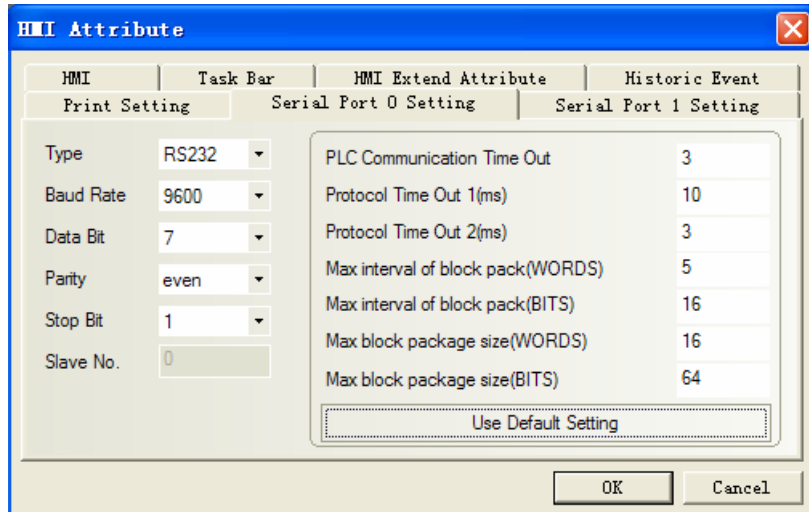 HMI Attribute
HMI Task Bar HMI Extend Attribute Historic Event
Print Setting Serial Port 0 Setting Serial Port 1 Setting
Type RS232
Baud Rate 9600
Data Bit 7
Parity even
Stop Bit 1
Slave No. 0
PLC Communication Time Out 3
Protocol Time Out 1(ms) 10
Protocol Time Out 2(ms) 3
Max interval of block pack(WORDS) 5
Max interval of block pack(BITS) 16
Max block package size(WORDS) 16
Max block package size(BITS) 64
Use Default Setting
OK Cancel